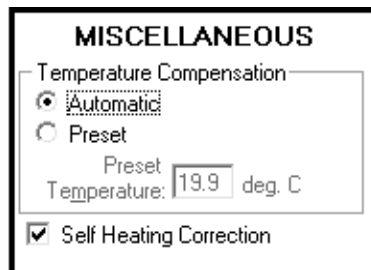 MISCELLANEOUS
Temperature Compensation
Automatic
Preset
Preset
Temperature: 19.9 deg. C
Self Heating Correction